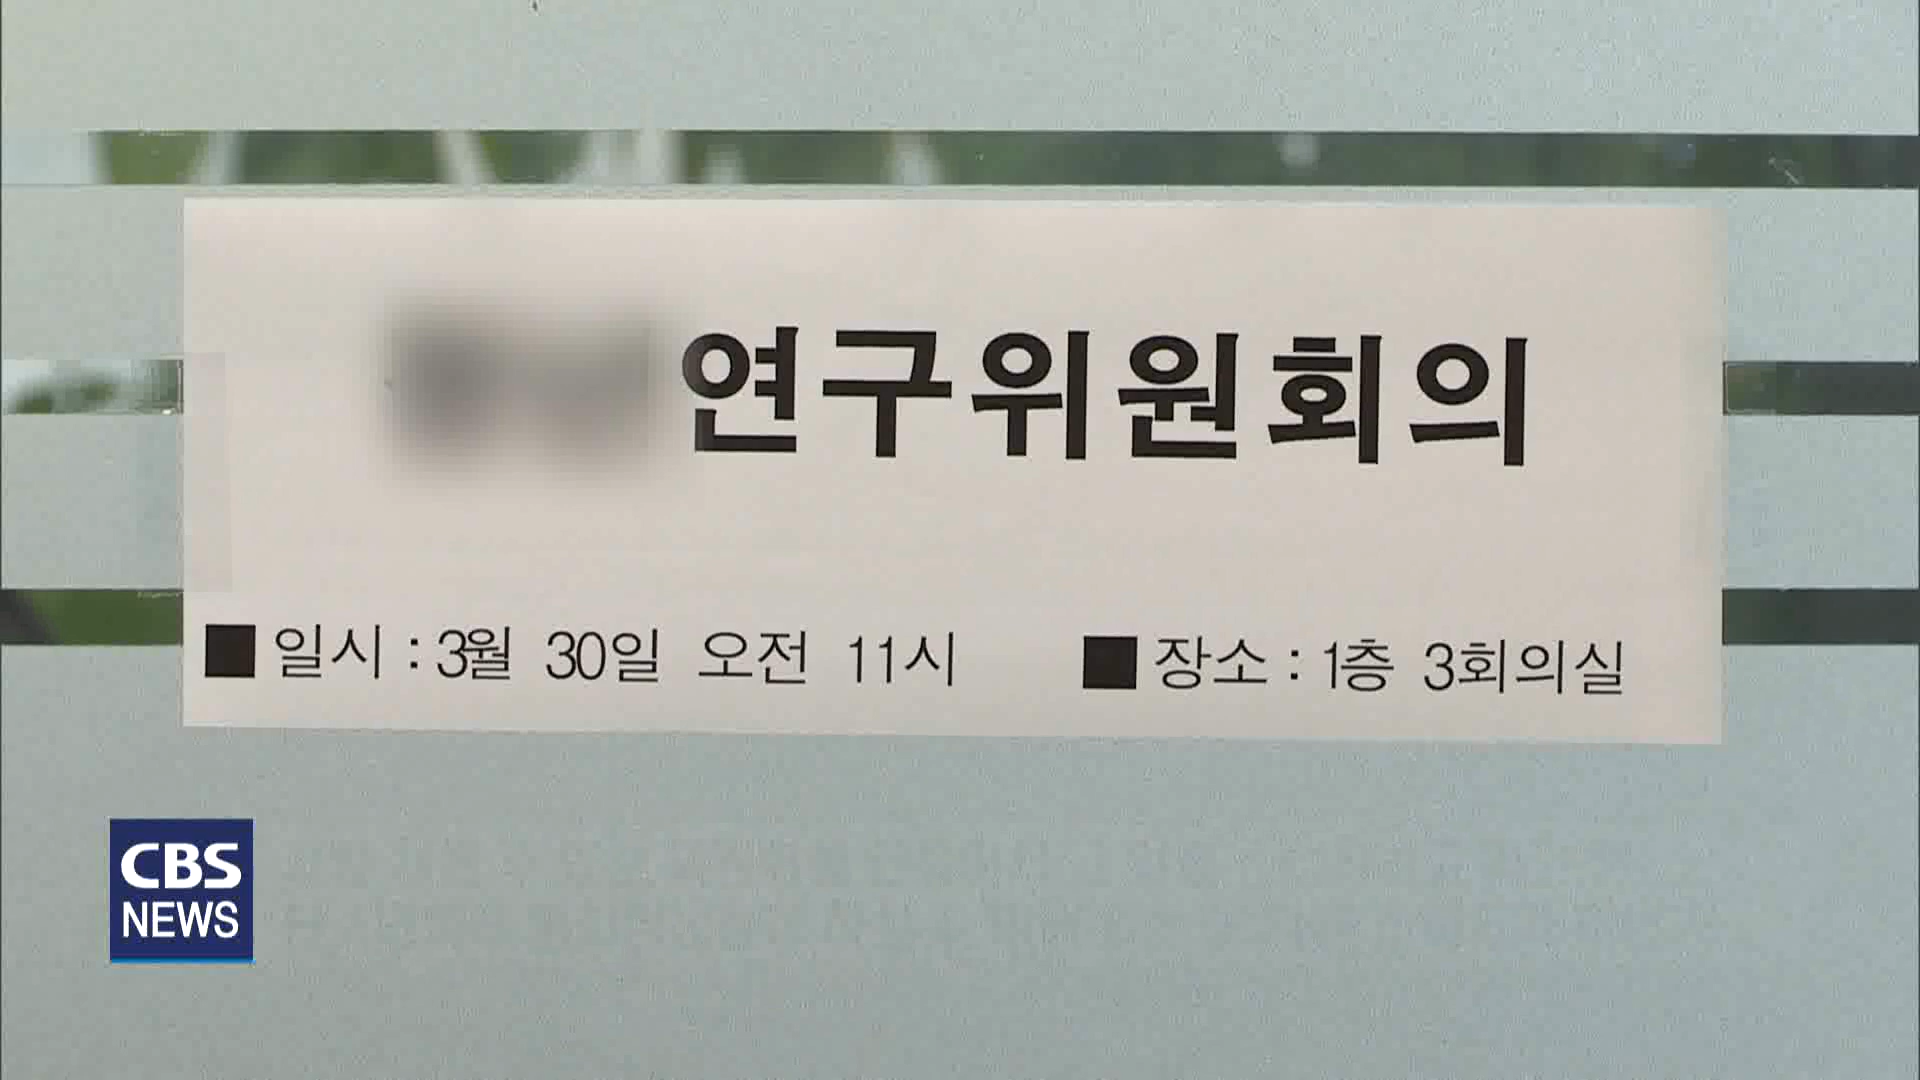 연구위원회의
■ 일시 : 3월 30일 오전 11시 ■ 장소 : 1층 3회의실
CBS
NEWS